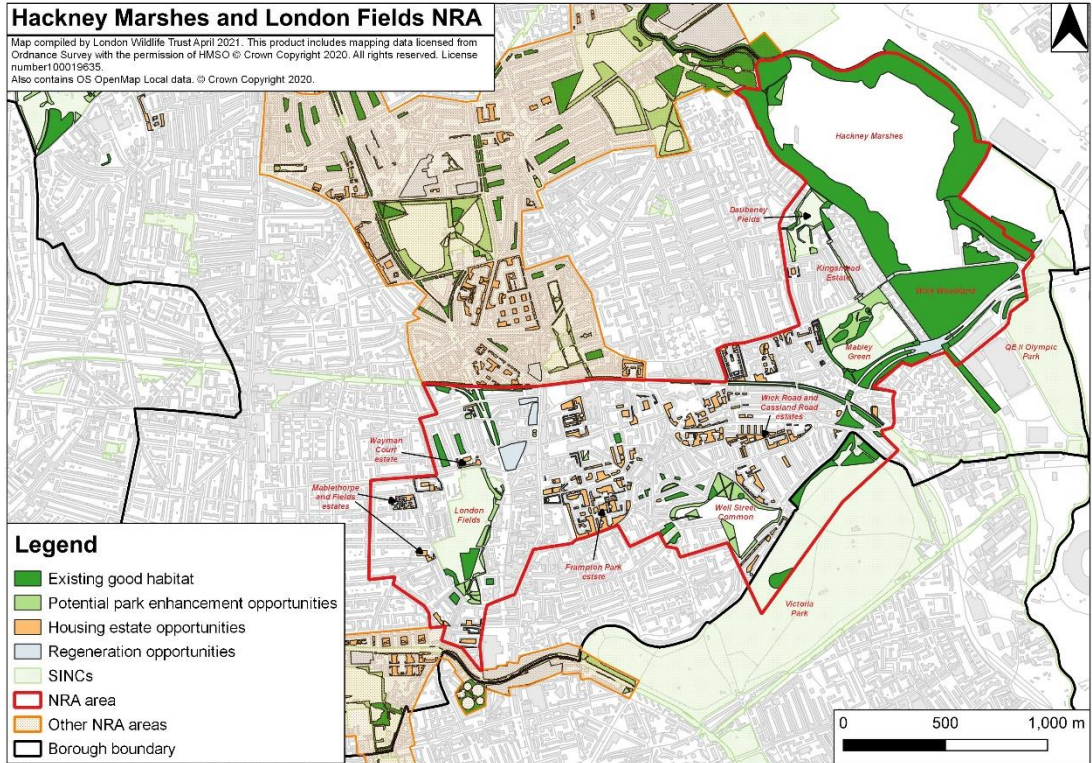 Hackney Marshes and London Fields NRA
Map compiled by London Wildlife Trust April 2021. This product includes mapping data licensed from
Ordnance Survey with the permission of HMSO © Crown Copyright 2020. All rights reserved. License
number100019635.
Also contains OS OpenMap Local data. © Crown Copyright 2020.
Hackney Marshes
Daubeney
Fields
Kingsmead
Estate
Wick Woodland
Mabley
Green
QE II Olympic
Park
Wick Road and
Cassland Road
estates
Wayman
Court
estate
Mablethorpe
and Fields
estates
London
Fields
Well Street
Common
Frampton Park
estste
Victoria
Park
Legend
Existing good habitat
Potential park enhancement opportunities
Housing estate opportunities
Regeneration opportunities
SINCs
NRA area
Other NRA areas
Borough boundary
0 500 1,000 m